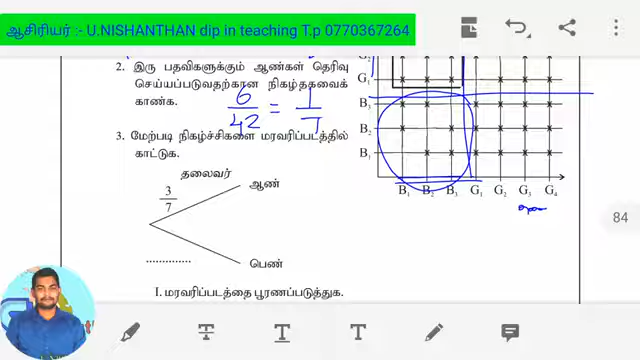 ஆசிரியர் :- U.NISHANTHAN dip in teaching T.p 0770367264
2. இரு பதவிகளுக்கும் ஆண்கள் தெரிவு
செய்யப்படுவதற்கான நிகழ்தகவைக்
காண்க.
6/42 = 1/7
3. மேற்படி நிகழ்ச்சிகளை மரவரிப்படத்தில்
காட்டுக.
தலைவர்
3/7
ஆண்
...............
பெண்
I. மரவரிப்படத்தை பூரணப்படுத்துக.
G₁
B₃
B₂
B₁
B₁ B₂ B₃ G₁ G₂ G₃ G₄
84